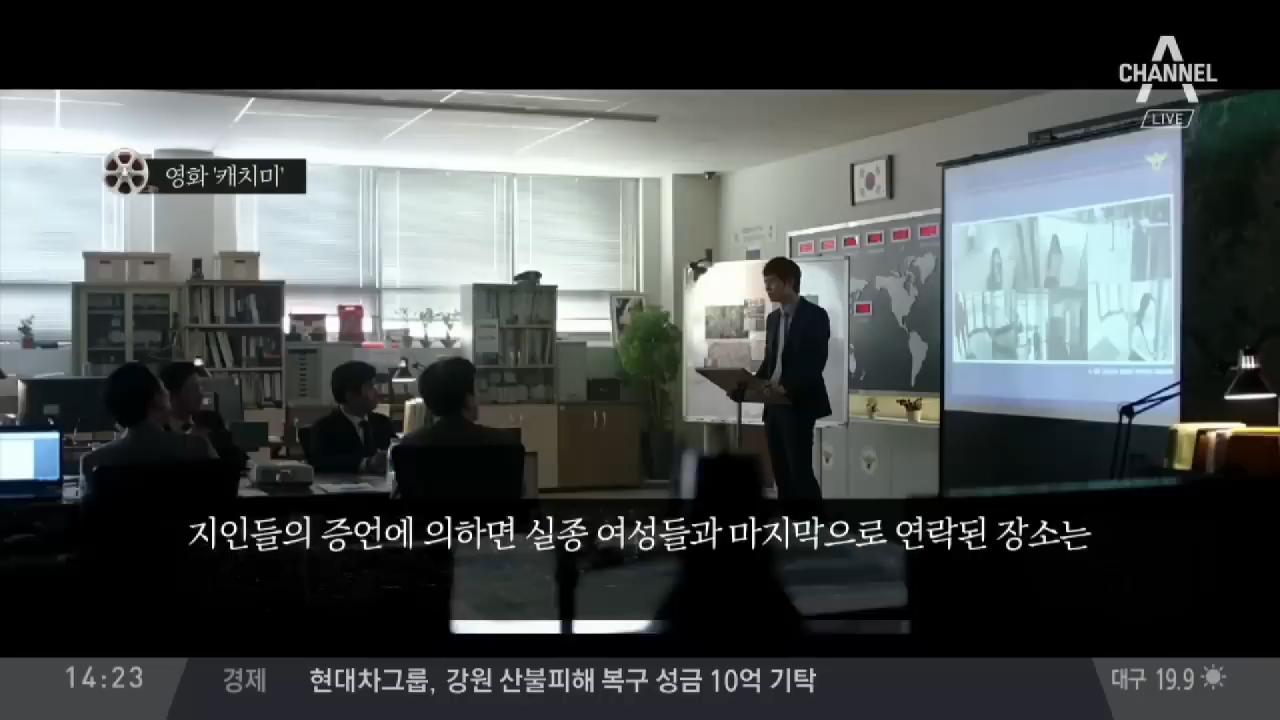 CHANNEL A
LIVE
영화 '캐치미'
지인들의 증언에 의하면 실종 여성들과 마지막으로 연락된 장소는
14:23 경제 현대차그룹, 강원 산불피해 복구 성금 10억 기탁 대구 19.9